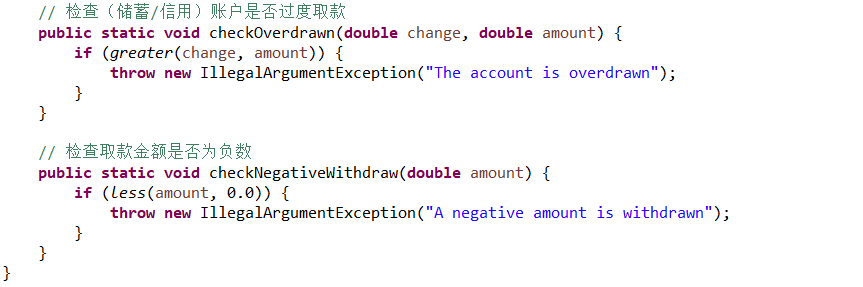 // 检查（储蓄/信用）账户是否过度取款
public static void checkOverdrawn(double change, double amount) {
if (greater(change, amount)) {
throw new IllegalArgumentException("The account is overdrawn");
}
}
// 检查取款金额是否为负数
public static void checkNegativeWithdraw(double amount) {
if (less(amount, 0.0)) {
throw new IllegalArgumentException("A negative amount is withdrawn");
}
}
}